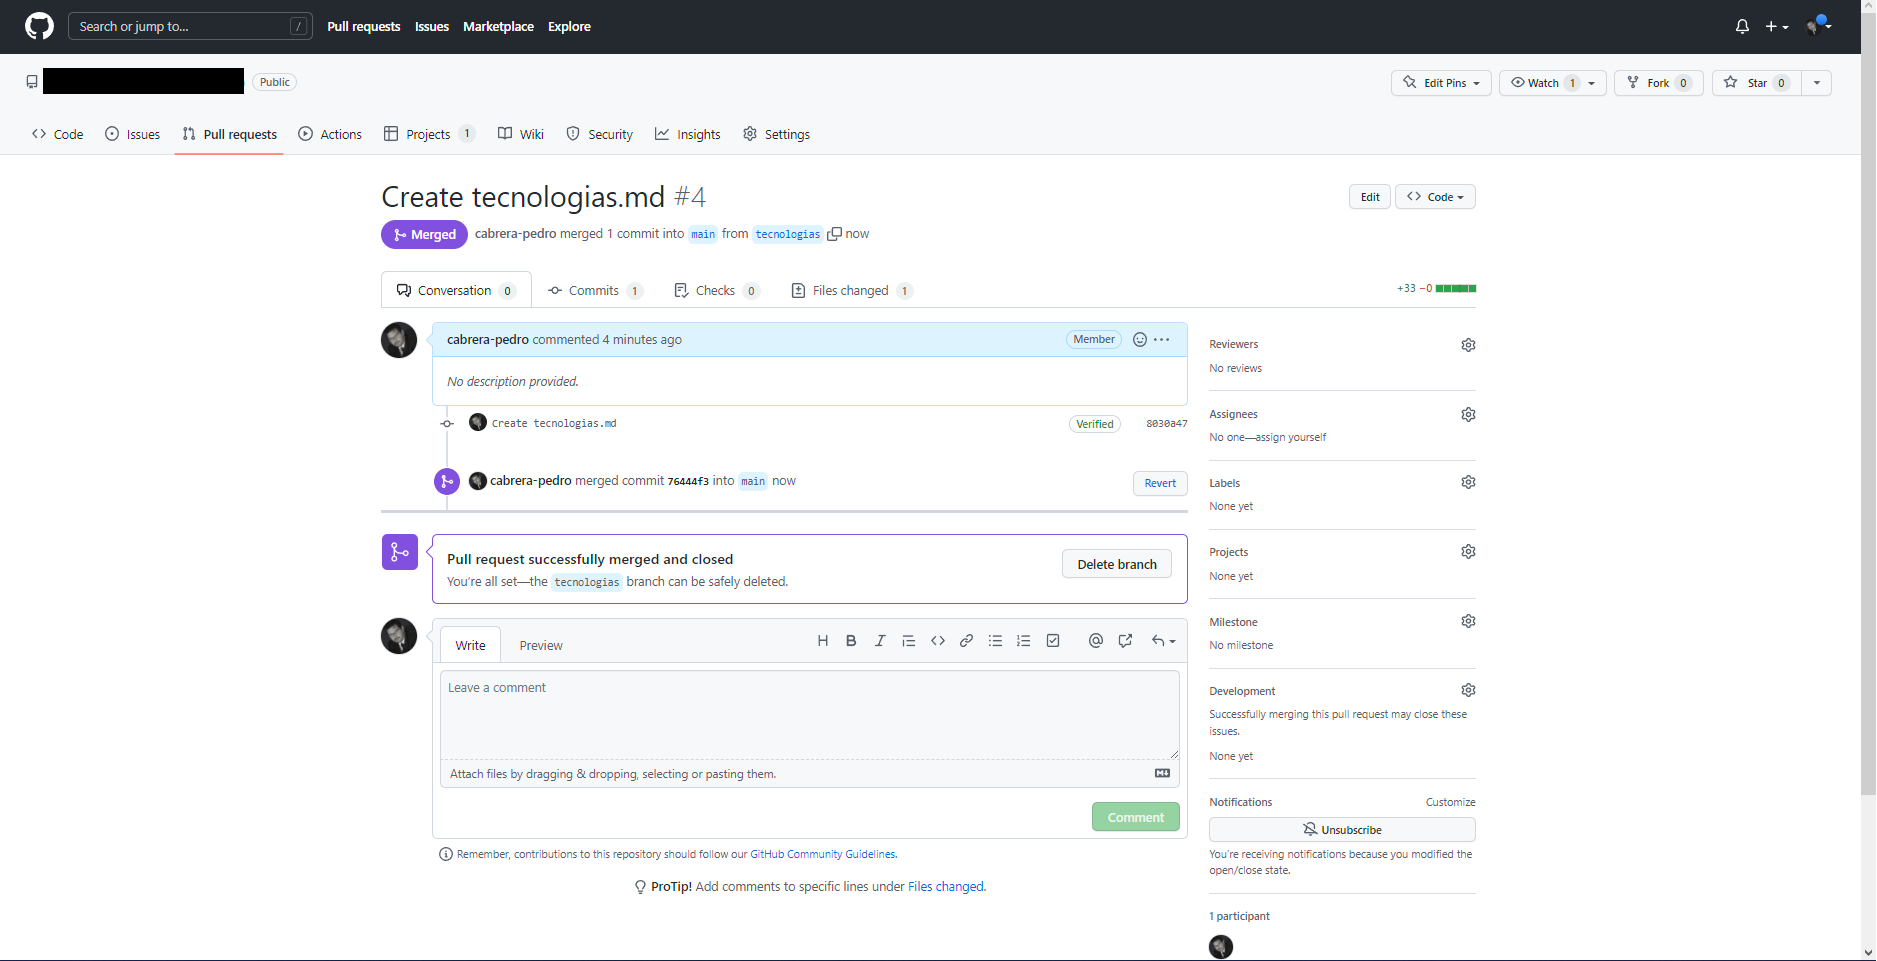 Search or jump to... /
Pull requests Issues Marketplace Explore
Public
Edit Pins Watch 1 Fork 0 Star 0
Code Issues Pull requests Actions Projects 1 Wiki Security Insights Settings
Create tecnologias.md #4
Edit Code
Merged cabrera-pedro merged 1 commit into main from tecnologias now
Conversation 0 Commits 1 Checks 0 Files changed 1
+33 −0
cabrera-pedro commented 4 minutes ago
Member
No description provided.
Create tecnologias.md
Verified 8030a47
cabrera-pedro merged commit 76444f3 into main now
Revert
Pull request successfully merged and closed
You're all set—the tecnologias branch can be safely deleted.
Delete branch
Write Preview
H B I
Leave a comment
Attach files by dragging & dropping, selecting or pasting them.
Comment
Remember, contributions to this repository should follow our GitHub Community Guidelines.
ProTip! Add comments to specific lines under Files changed.
Reviewers
No reviews
Assignees
No one—assign yourself
Labels
None yet
Projects
None yet
Milestone
No milestone
Development
Successfully merging this pull request may close these
issues.
None yet
Notifications Customize
Unsubscribe
You're receiving notifications because you modified the
open/close state.
1 participant